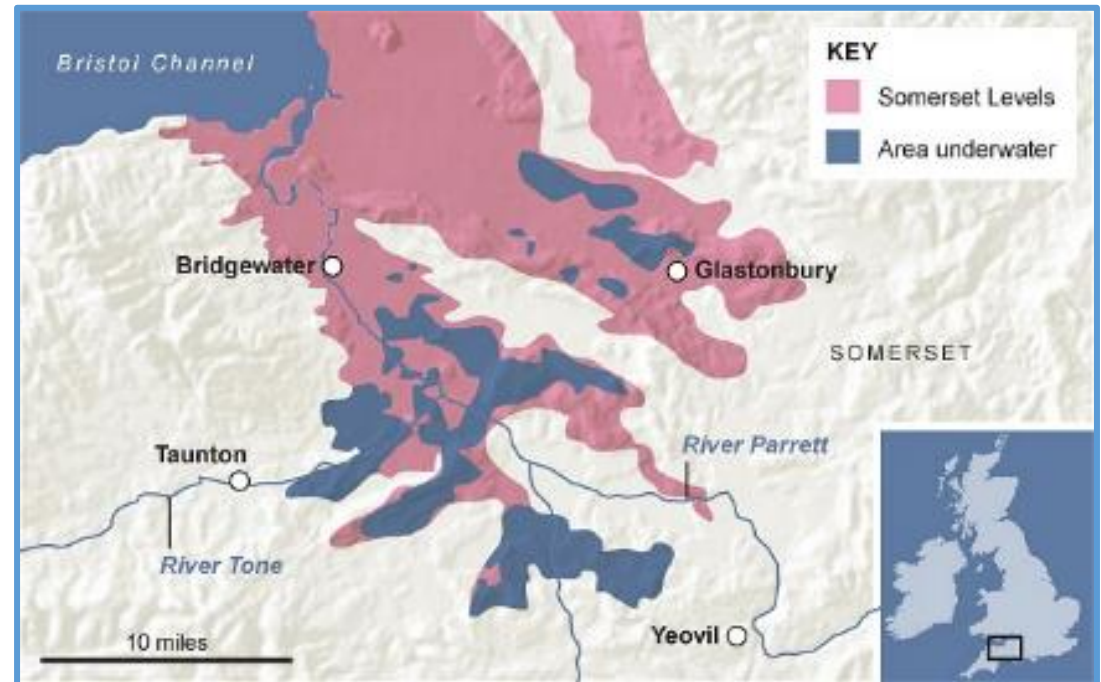 Bristol Channel
KEY
Somerset Levels
Area underwater
Bridgewater
Glastonbury
SOMERSET
Taunton
River Parrett
River Tone
10 miles
Yeovil